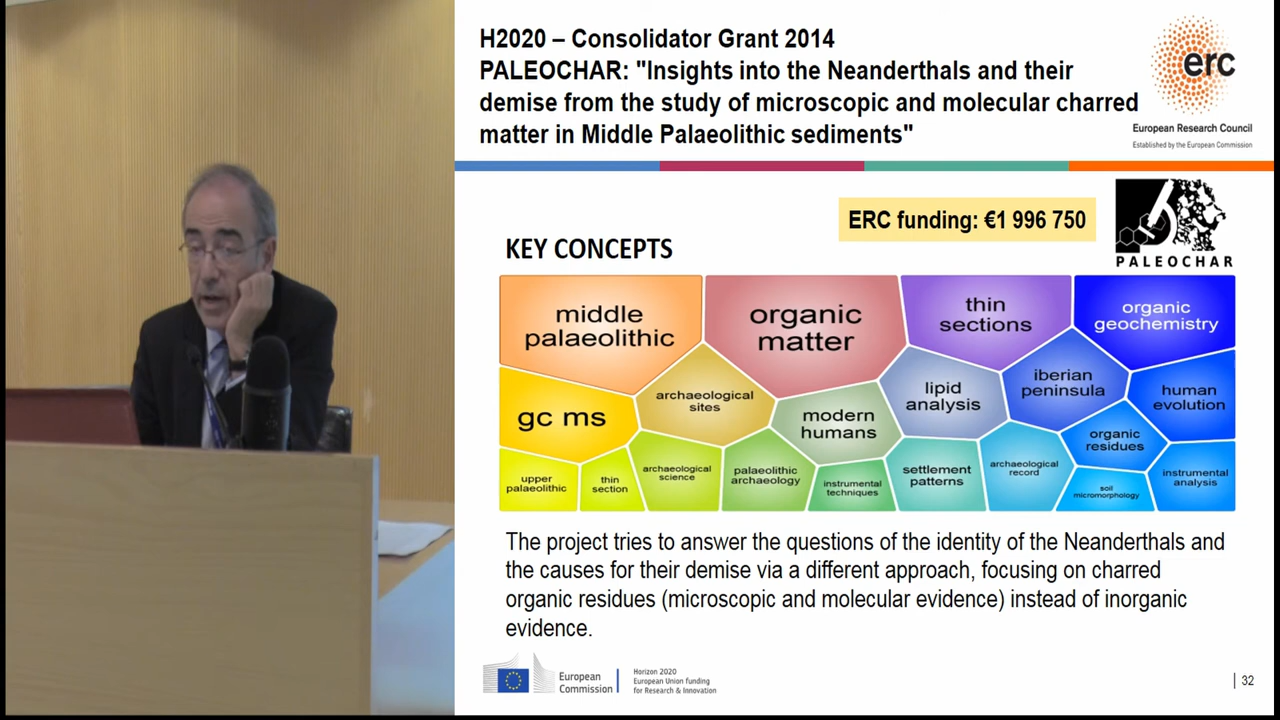 H2020 – Consolidator Grant 2014
PALEOCHAR: "Insights into the Neanderthals and their
demise from the study of microscopic and molecular charred
matter in Middle Palaeolithic sediments"
erc
European Research Council
Established by the European Commission
ERC funding: €1 996 750
PALEOCHAR
KEY CONCEPTS
middle
palaeolithic
organic
matter
thin
sections
organic
geochemistry
gc ms
archaeological
sites
modern
humans
lipid
analysis
iberian
peninsula
human
evolution
organic
residues
upper
palaeolithic
thin
section
archaeological
science
palaeolithic
archaeology
instrumental
techniques
settlement
patterns
archaeological
record
soil
micromorphology
instrumental
analysis
The project tries to answer the questions of the identity of the Neanderthals and
the causes for their demise via a different approach, focusing on charred
organic residues (microscopic and molecular evidence) instead of inorganic
evidence.
European
Commission
Horizon 2020
European Union funding
for Research & Innovation
| 32